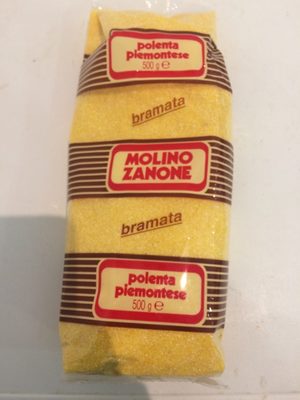 polenta
piemontese
500 g ℮
bramata
MOLINO
ZANONE
bramata
polenta
piemontese
500 g ℮